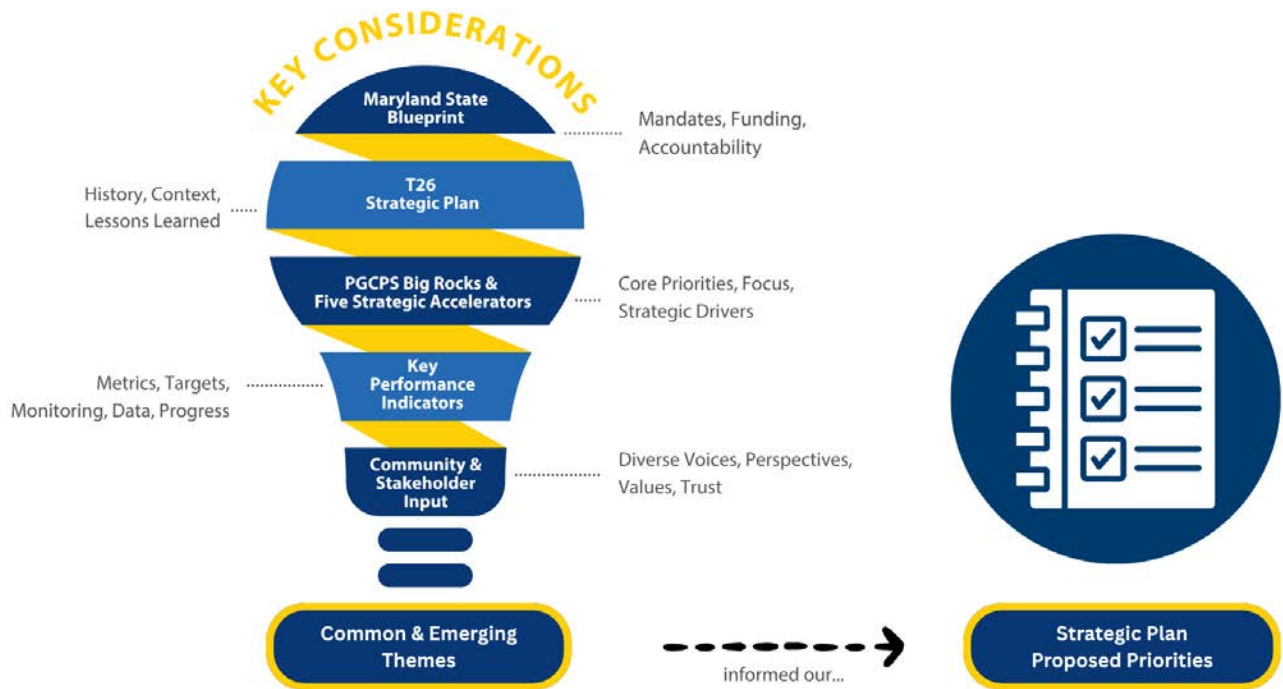 KEY CONSIDERATIONS
Maryland State
Blueprint
Mandates, Funding,
Accountability
T26
Strategic Plan
History, Context,
Lessons Learned
PGCPS Big Rocks &
Five Strategic Accelerators
Core Priorities, Focus,
Strategic Drivers
Key
Performance
Indicators
Metrics, Targets,
Monitoring, Data, Progress
Community &
Stakeholder
Input
Diverse Voices, Perspectives,
Values, Trust
Common & Emerging
Themes
informed our...
Strategic Plan
Proposed Priorities